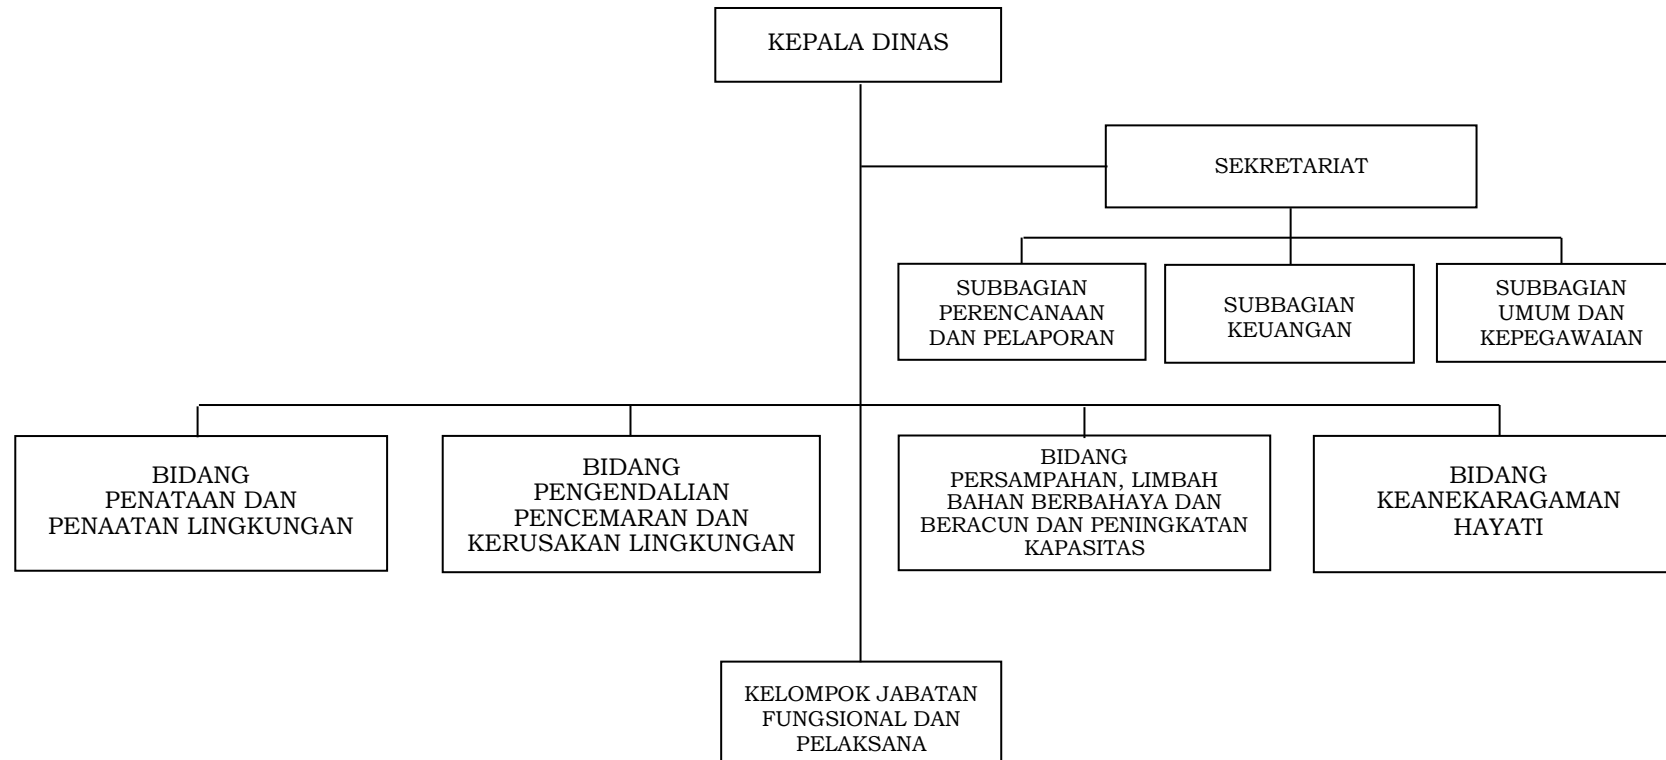 KEPALA DINAS
SEKRETARIAT
SUBBAGIAN
PERENCANAAN
DAN PELAPORAN
SUBBAGIAN
KEUANGAN
SUBBAGIAN
UMUM DAN
KEPEGAWAIAN
BIDANG
PENATAAN DAN
PENAATAN LINGKUNGAN
BIDANG
PENGENDALIAN
PENCEMARAN DAN
KERUSAKAN LINGKUNGAN
BIDANG
PERSAMPAHAN, LIMBAH
BAHAN BERBAHAYA DAN
BERACUN DAN PENINGKATAN
KAPASITAS
BIDANG
KEANEKARAGAMAN
HAYATI
KELOMPOK JABATAN
FUNGSIONAL DAN
PELAKSANA